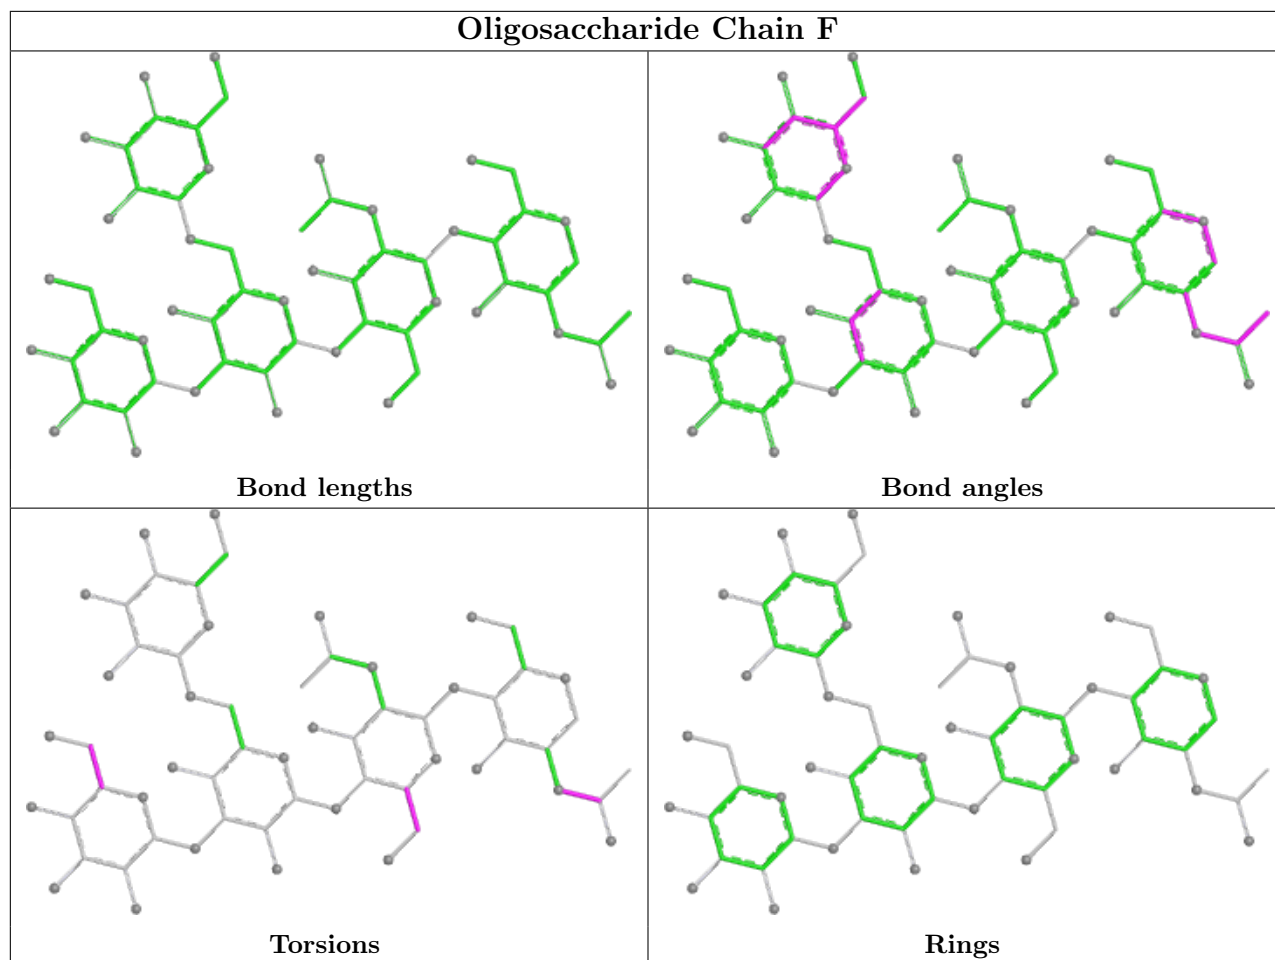 Oligosaccharide Chain F
Bond lengths
Bond angles
Torsions
Rings